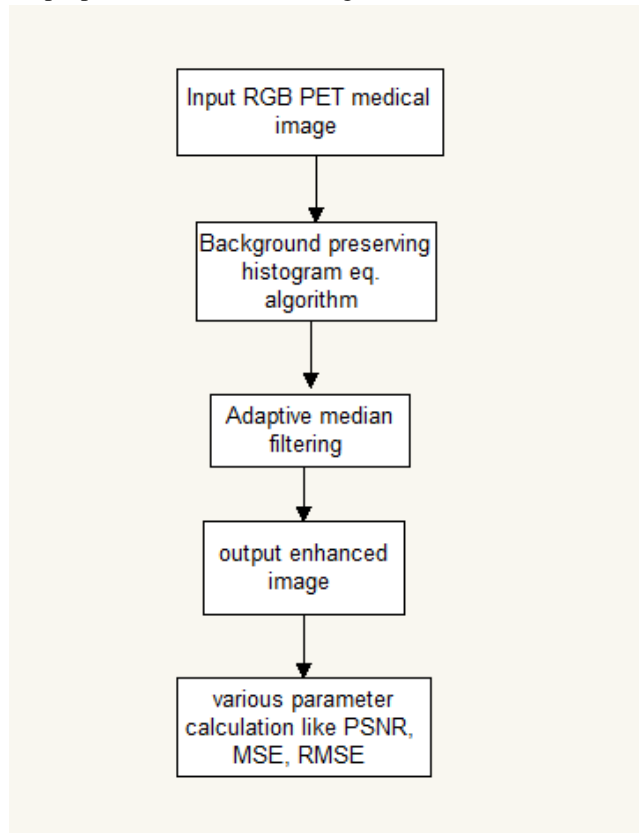 Input RGB PET medical
image
Background preserving
histogram eq.
algorithm
Adaptive median
filtering
output enhanced
image
various parameter
calculation like PSNR,
MSE, RMSE